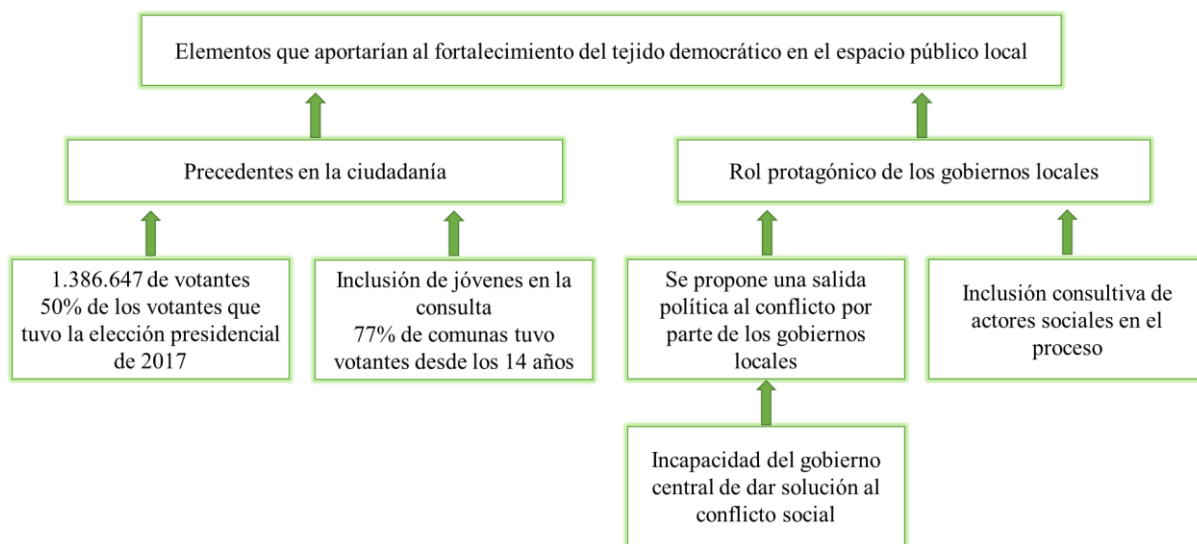 Elementos que aportarían al fortalecimiento del tejido democrático en el espacio público local
Precedentes en la ciudadanía
Rol protagónico de los gobiernos locales
1.386.647 de votantes
50% de los votantes que
tuvo la elección presidencial
de 2017
Inclusión de jóvenes en la
consulta
77% de comunas tuvo
votantes desde los 14 años
Se propone una salida
política al conflicto por
parte de los gobiernos
locales
Inclusión consultiva de
actores sociales en el
proceso
Incapacidad del gobierno
central de dar solución al
conflicto social